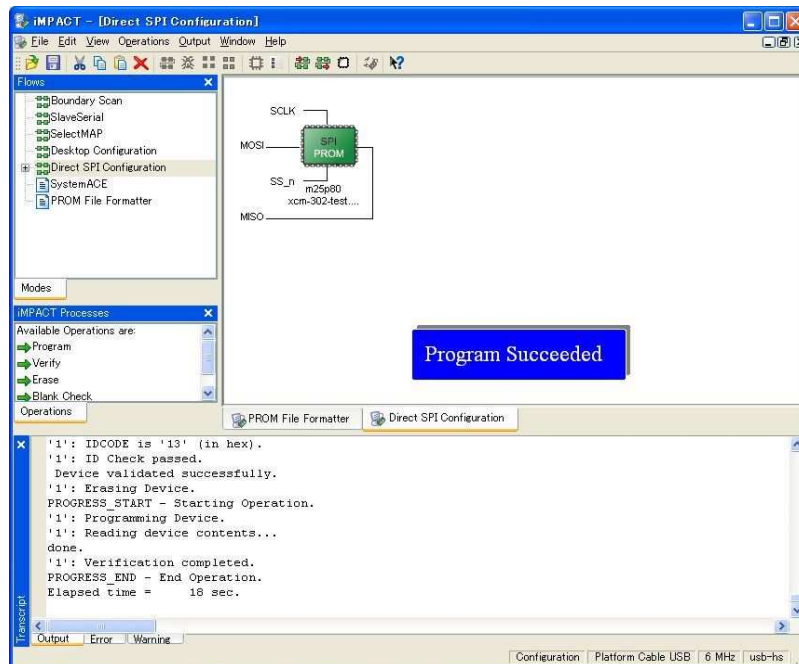 iMPACT - [Direct SPI Configuration]
File Edit View Operations Output Window Help
Flows
Boundary Scan
SlaveSerial
SelectMAP
Desktop Configuration
Direct SPI Configuration
SystemACE
PROM File Formatter
Modes
SCLK
MOSI
SPI
PROM
SS_n
m25p80
xcm-302-test....
MISO
iMPACT Processes
Available Operations are:
Program
Verify
Erase
Blank Check
Operations
Program Succeeded
PROM File Formatter
Direct SPI Configuration
'1': IDCODE is '13' (in hex).
'1': ID Check passed.
Device validated successfully.
'1': Erasing Device.
PROGRESS_START - Starting Operation.
'1': Programming Device.
'1': Reading device contents...
done.
'1': Verification completed.
PROGRESS_END - End Operation.
Elapsed time = 18 sec.
Transcript
Output Error Warning
Configuration Platform Cable USB 6 MHz usb-hs